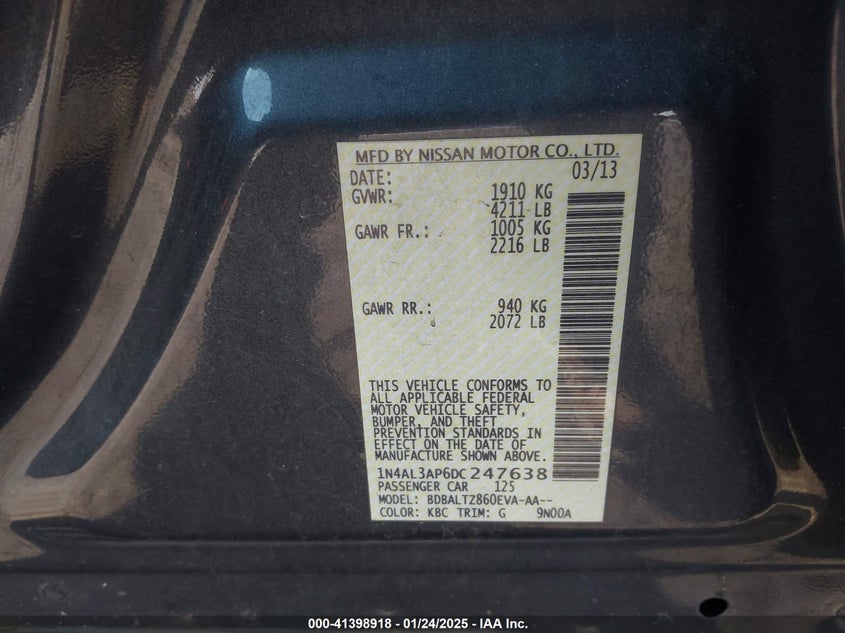 MFD BY NISSAN MOTOR CO., LTD.
DATE: 03/13
GVWR: 1910 KG
4211 LB
GAWR FR.: 1005 KG
2216 LB
GAWR RR.: 940 KG
2072 LB
THIS VEHICLE CONFORMS TO
ALL APPLICABLE FEDERAL
MOTOR VEHICLE SAFETY,
BUMPER, AND THEFT
PREVENTION STANDARDS IN
EFFECT ON THE DATE OF
MANUFACTURE SHOWN ABOVE.
1N4AL3AP6DC247638
PASSENGER CAR 125
MODEL: BDBALTZ860EVA-AA--
COLOR: KBC TRIM: G 9N00A
000-41398918 - 01/24/2025 - IAA Inc.